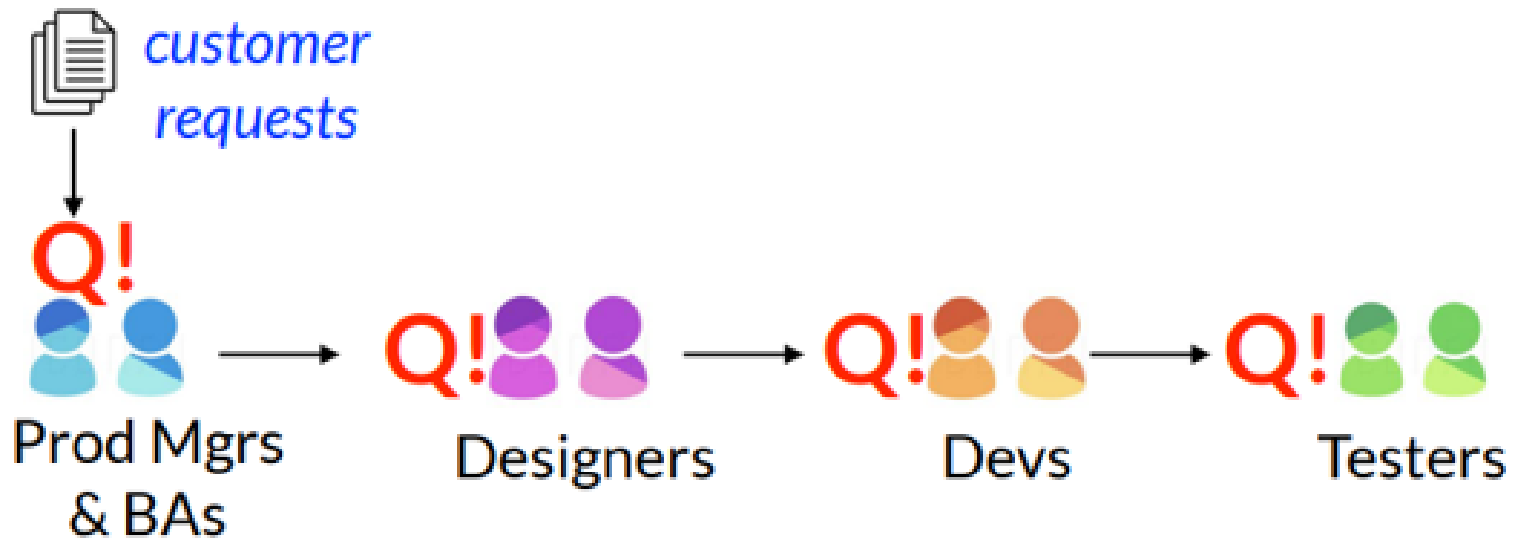 customer
requests
Q!
Q!
Q!
Q!
Prod Mgrs
& BAs
Designers
Devs
Testers